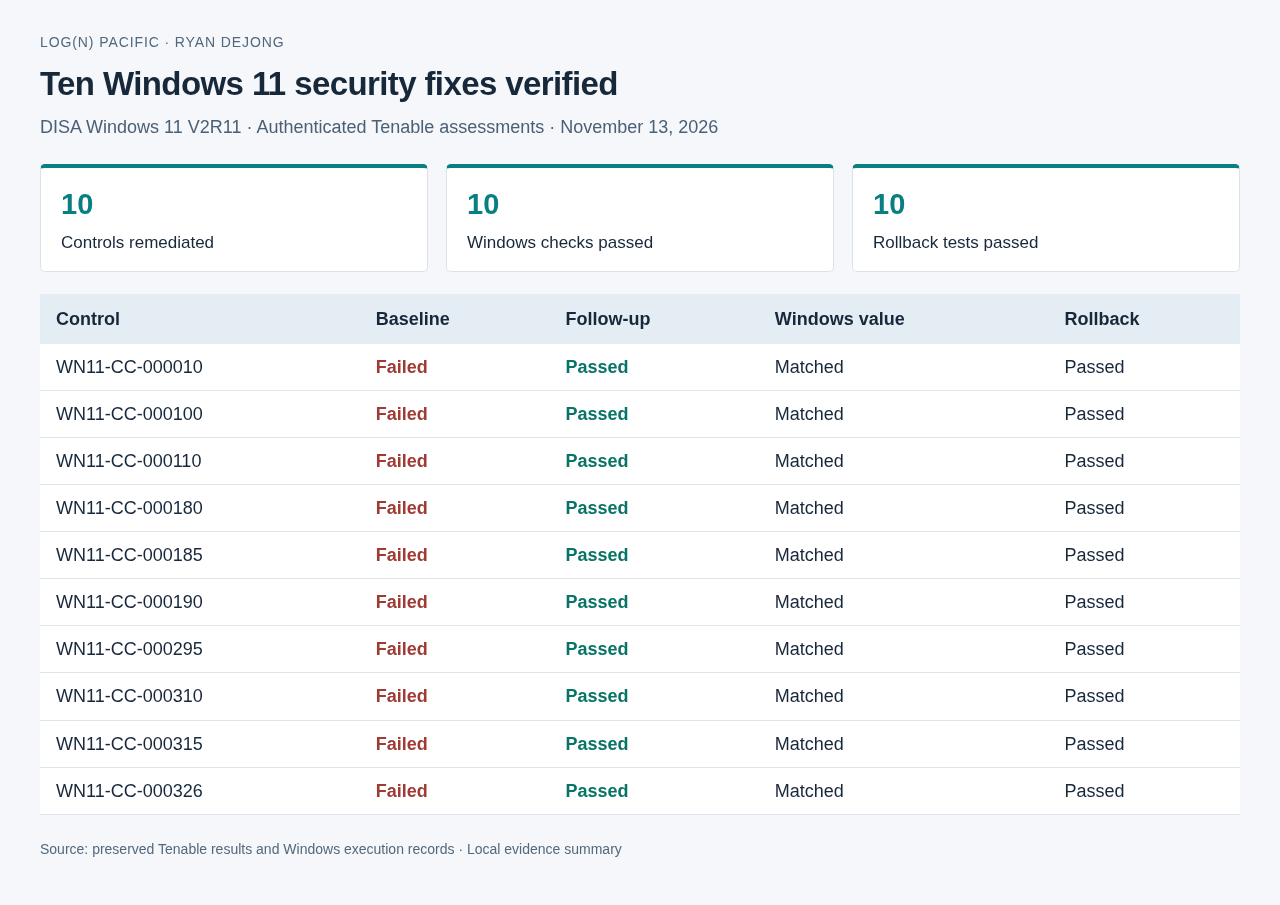 LOG(N) PACIFIC · RYAN DEJONG
Ten Windows 11 security fixes verified
DISA Windows 11 V2R11 · Authenticated Tenable assessments · November 13, 2026
10 10 10
Controls remediated Windows checks passed Rollback tests passed
Control Baseline Follow-up Windows value Rollback
WN11-CC-000010 Failed Passed Matched Passed
WN11-CC-000100 Failed Passed Matched Passed
WN11-CC-000110 Failed Passed Matched Passed
WN11-CC-000180 Failed Passed Matched Passed
WN11-CC-000185 Failed Passed Matched Passed
WN11-CC-000190 Failed Passed Matched Passed
WN11-CC-000295 Failed Passed Matched Passed
WN11-CC-000310 Failed Passed Matched Passed
WN11-CC-000315 Failed Passed Matched Passed
WN11-CC-000326 Failed Passed Matched Passed
Source: preserved Tenable results and Windows execution records · Local evidence summary